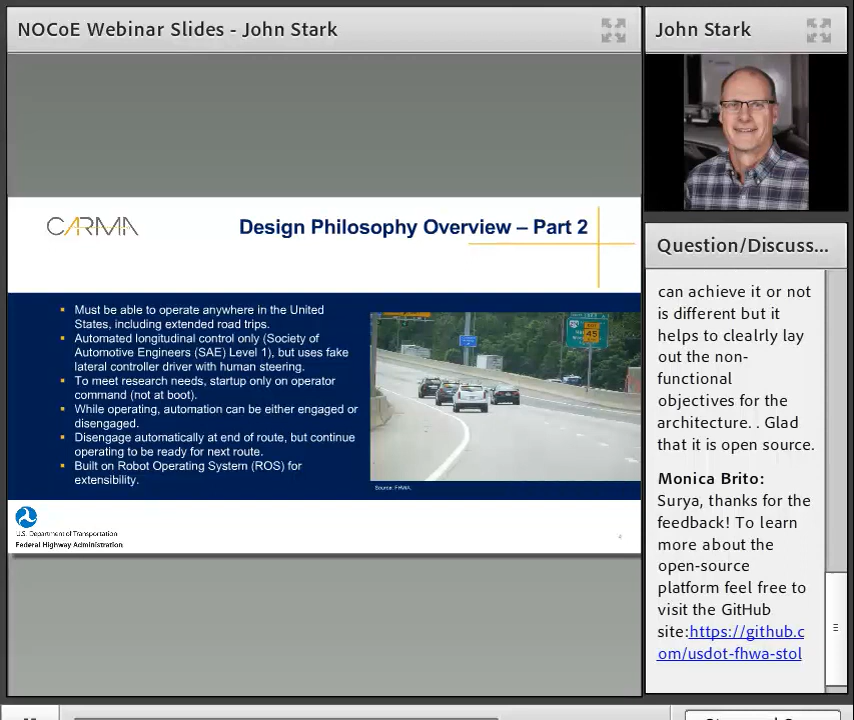 NOCoE Webinar Slides - John Stark
John Stark
CARMA
Design Philosophy Overview – Part 2
Must be able to operate anywhere in the United
States, including extended road trips.
Automated longitudinal control only (Society of
Automotive Engineers (SAE) Level 1), but uses fake
lateral controller driver with human steering.
To meet research needs, startup only on operator
command (not at boot).
While operating, automation can be either engaged or
disengaged.
Disengage automatically at end of route, but continue
operating to be ready for next route.
Built on Robot Operating System (ROS) for
extensibility.
45
Source: FHWA.
U.S. Department of Transportation
Federal Highway Administration
Question/Discuss...
can achieve it or not
is different but it
helps to clealrly lay
out the non-
functional
objectives for the
architecture. . Glad
that it is open source.
Monica Brito:
Surya, thanks for the
feedback! To learn
more about the
open-source
platform feel free to
visit the GitHub
site:https://github.c
om/usdot-fhwa-stol